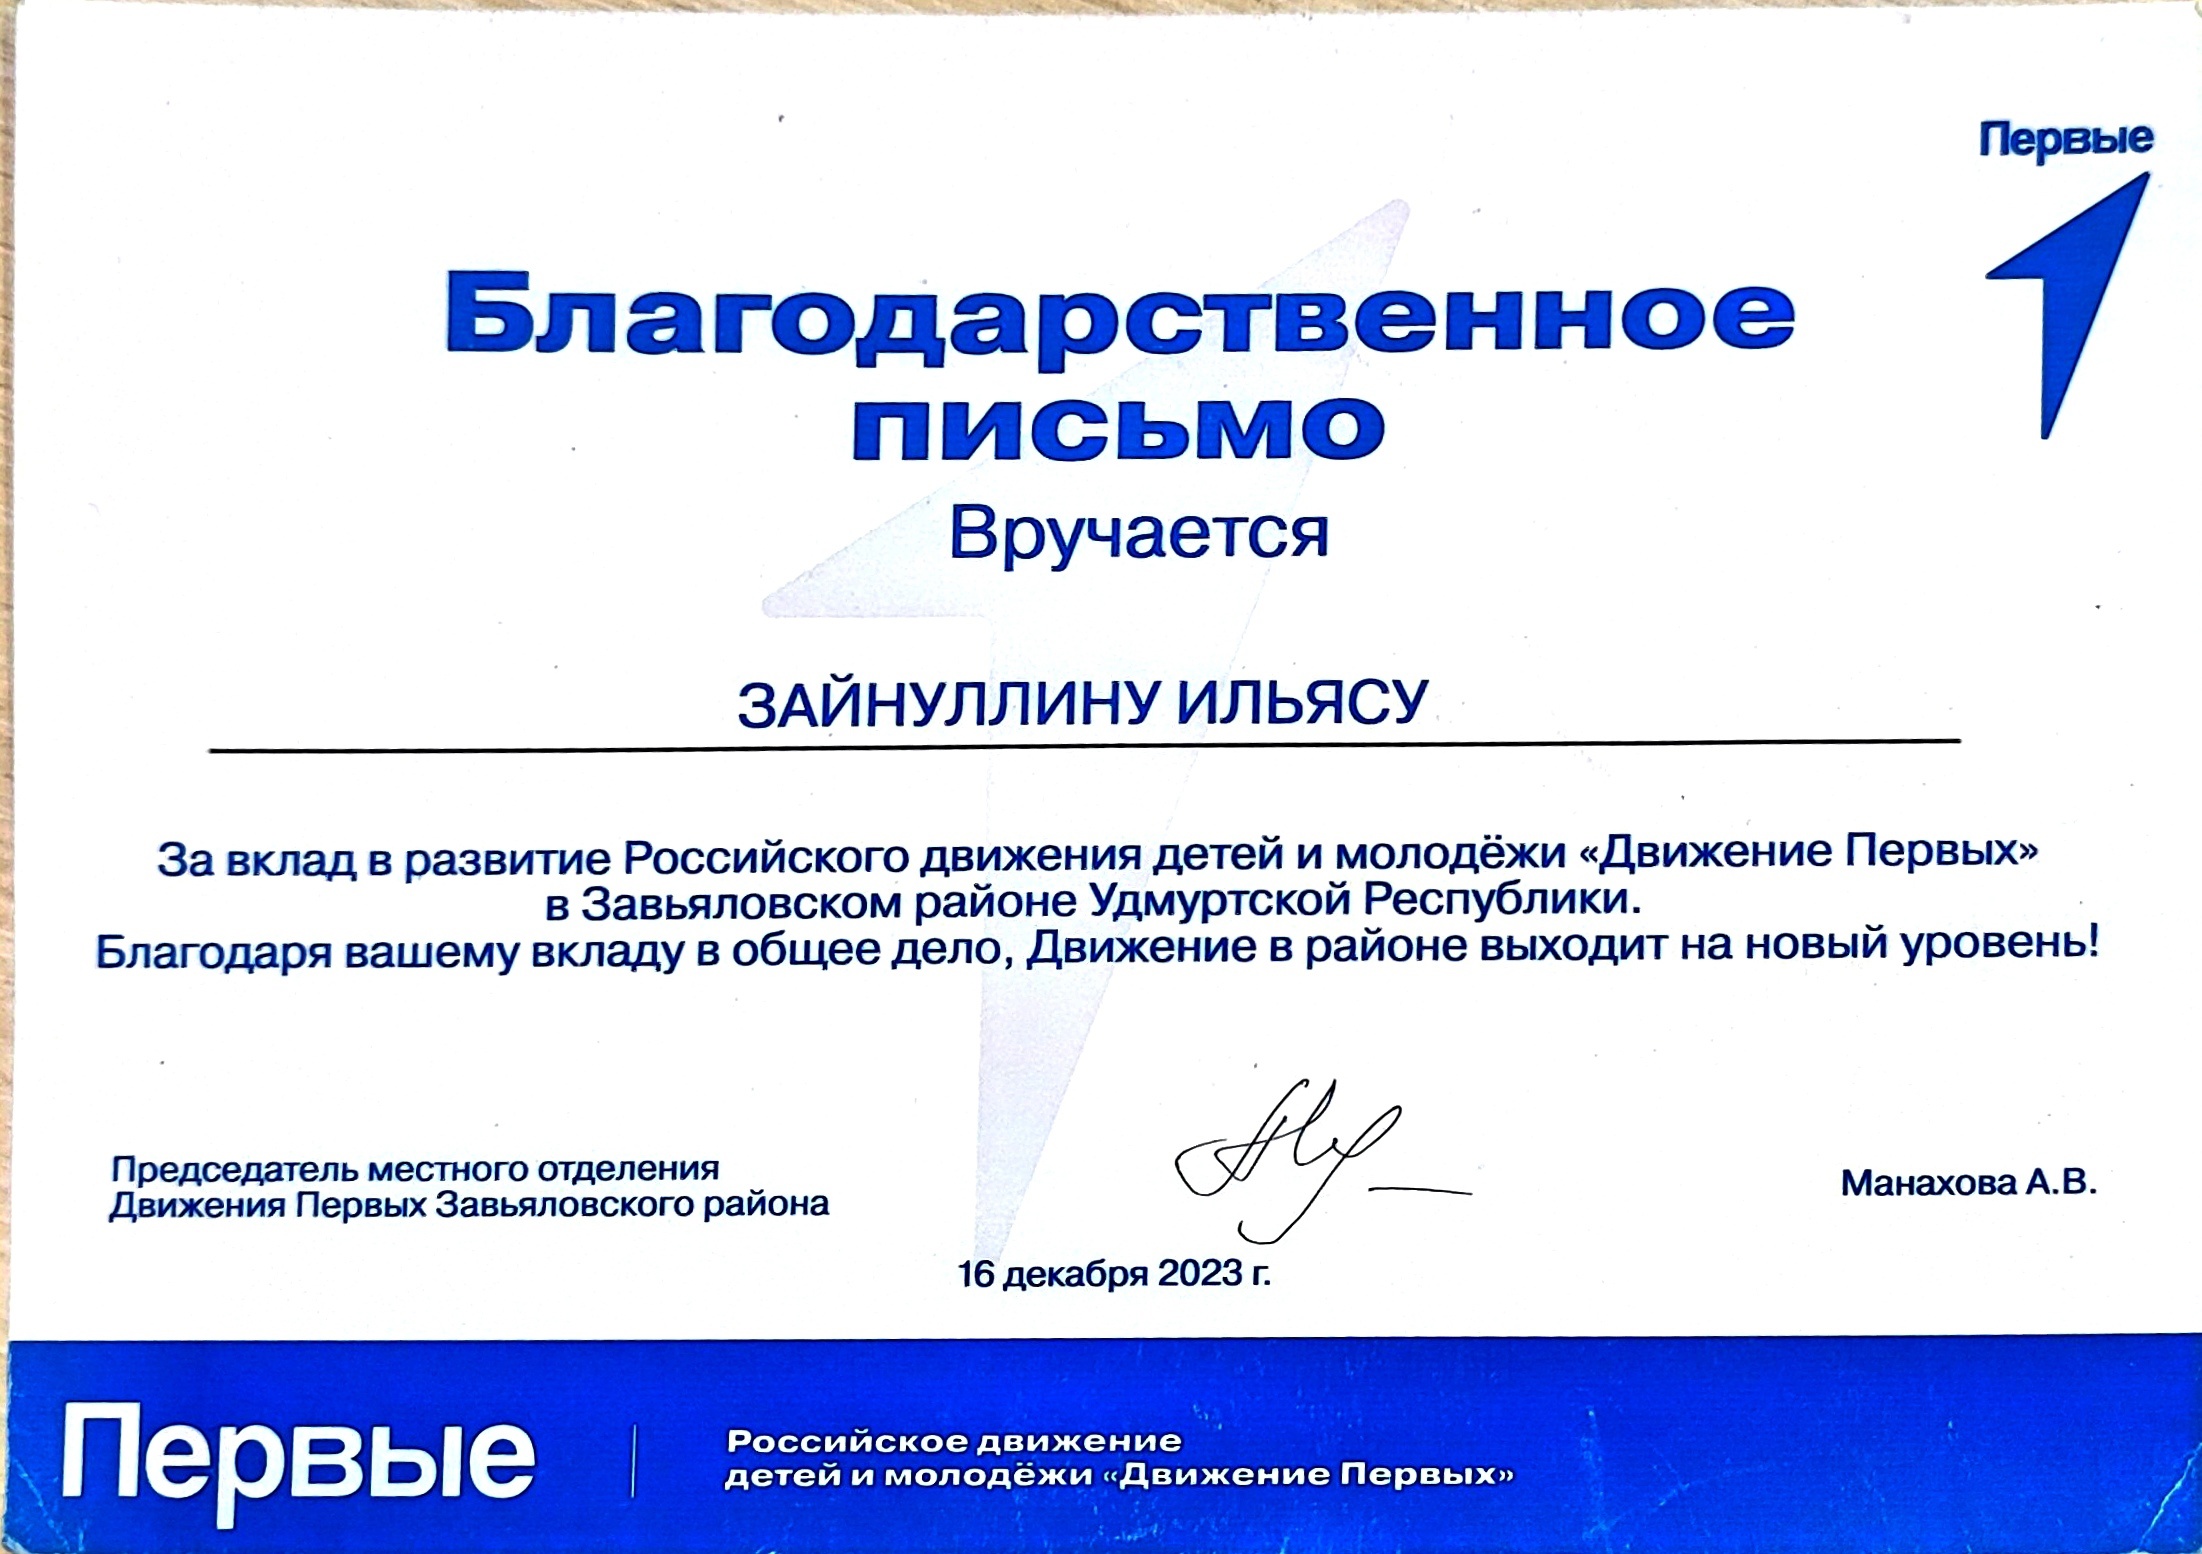 Первые
Благодарственное
письмо
Вручается
ЗАЙНУЛЛИНУ ИЛЬЯСУ
За вклад в развитие Российского движения детей и молодёжи «Движение Первых»
в Завьяловском районе Удмуртской Республики.
Благодаря вашему вкладу в общее дело, Движение в районе выходит на новый уровень!
Председатель местного отделения
Движения Первых Завьяловского района
Манахова А.В.
16 декабря 2023 г.
Первые
Российское движение
детей и молодёжи «Движение Первых»